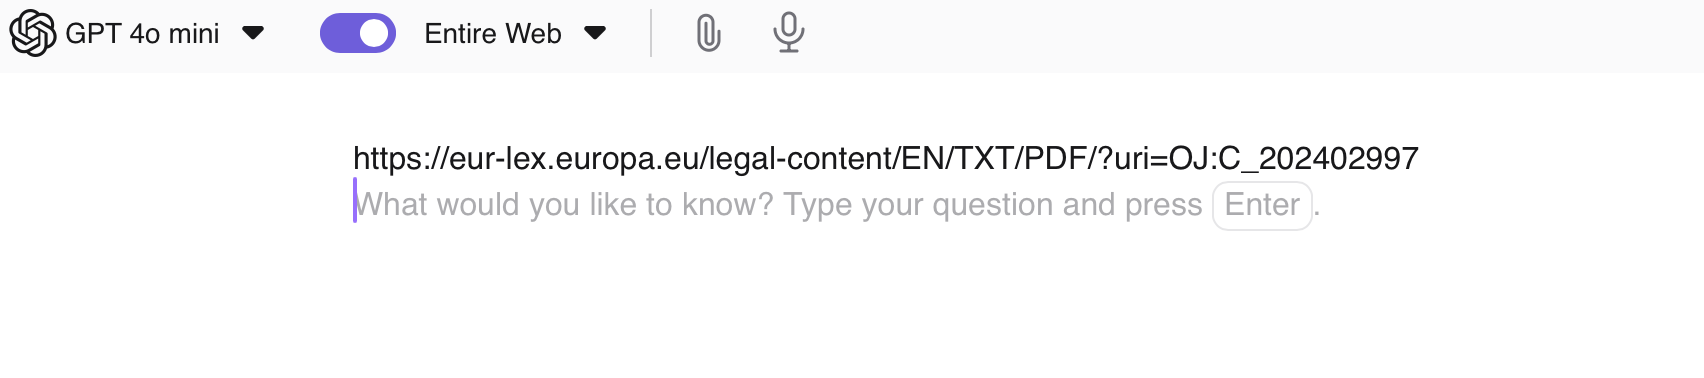 GPT 4o mini Entire Web
https://eur-lex.europa.eu/legal-content/EN/TXT/PDF/?uri=OJ:C_202402997
What would you like to know? Type your question and press Enter.